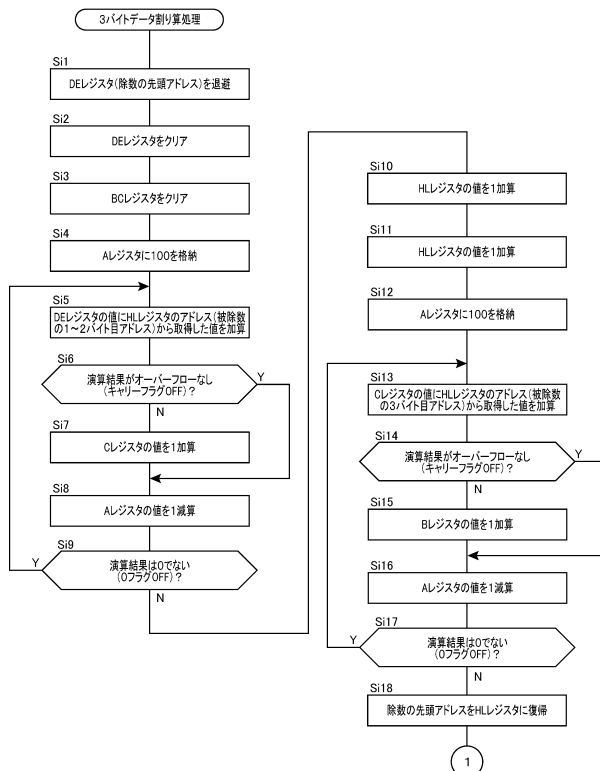 3バイトデータ割り算処理
Si1
DEレジスタ(除数の先頭アドレス)を退避
Si2
DEレジスタをクリア
Si3
BCレジスタをクリア
Si4
Aレジスタに100を格納
Si5
DEレジスタの値にHLレジスタのアドレス(被除数
の1～2バイト目アドレス)から取得した値を加算
Si6
演算結果がオーバーフローなし
(キャリーフラグOFF)？
Y
N
Si7
Cレジスタの値を1加算
Si8
Aレジスタの値を1減算
Si9
演算結果は0でない
(0フラグOFF)？
Y
N
Si10
HLレジスタの値を1加算
Si11
HLレジスタの値を1加算
Si12
Aレジスタに100を格納
Si13
Cレジスタの値にHLレジスタのアドレス(被除数
の3バイト目アドレス)から取得した値を加算
Si14
演算結果がオーバーフローなし
(キャリーフラグOFF)？
Y
N
Si15
Bレジスタの値を1加算
Si16
Aレジスタの値を1減算
Si17
演算結果は0でない
(0フラグOFF)？
Y
N
Si18
除数の先頭アドレスをHLレジスタに復帰
1